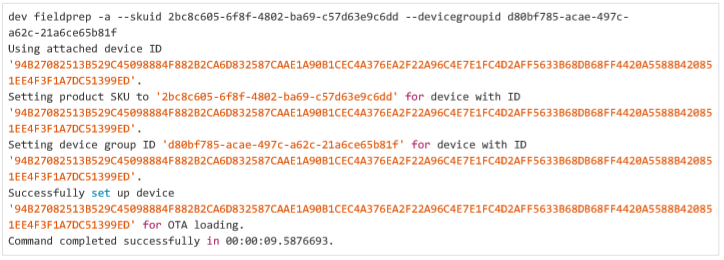 dev fieldprep -a --skuid 2bc8c605-6f8f-4802-ba69-c57d63e9c6dd --devicegroupid d80bf785-acae-497c-
a62c-21a6ce65b81f
Using attached device ID
'94B27082513B529C45098884F882B2CA6D832587CAAE1A90B1CEC4A376EA2F22A96C4E7E1FC4D2AFF5633B68DB68FF4420A5588B42085
1EE4F3F1A7DC51399ED'.
Setting product SKU to '2bc8c605-6f8f-4802-ba69-c57d63e9c6dd' for device with ID
'94B27082513B529C45098884F882B2CA6D832587CAAE1A90B1CEC4A376EA2F22A96C4E7E1FC4D2AFF5633B68DB68FF4420A5588B42085
1EE4F3F1A7DC51399ED'.
Setting device group ID 'd80bf785-acae-497c-a62c-21a6ce65b81f' for device with ID
'94B27082513B529C45098884F882B2CA6D832587CAAE1A90B1CEC4A376EA2F22A96C4E7E1FC4D2AFF5633B68DB68FF4420A5588B42085
1EE4F3F1A7DC51399ED'.
Successfully set up device
'94B27082513B529C45098884F882B2CA6D832587CAAE1A90B1CEC4A376EA2F22A96C4E7E1FC4D2AFF5633B68DB68FF4420A5588B42085
1EE4F3F1A7DC51399ED' for OTA loading.
Command completed successfully in 00:00:09.5876693.